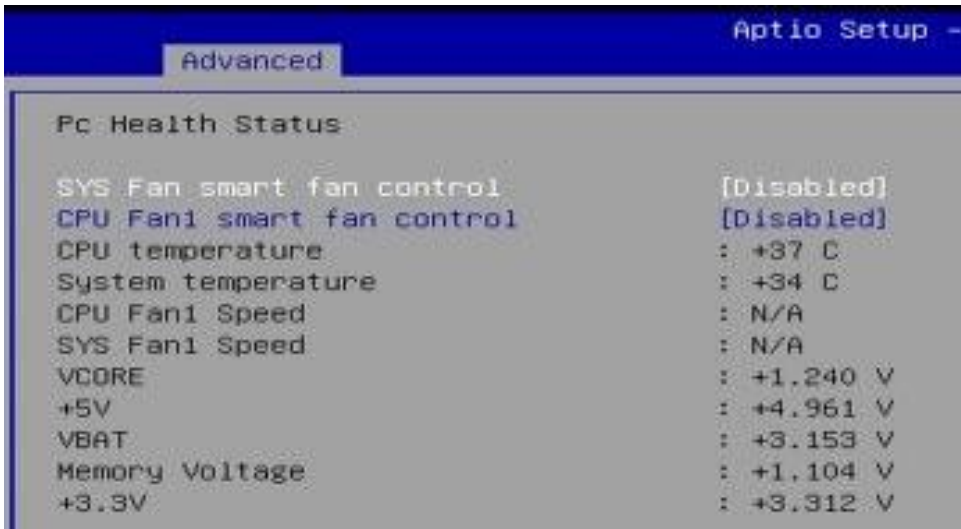 Aptio Setup -
Advanced
Pc Health Status
SYS Fan smart fan control [Disabled]
CPU Fan1 smart fan control [Disabled]
CPU temperature : +37 C
System temperature : +34 C
CPU Fan1 Speed : N/A
SYS Fan1 Speed : N/A
VCORE : +1.240 V
+5V : +4.961 V
VBAT : +3.153 V
Memory Voltage : +1.104 V
+3.3V : +3.312 V